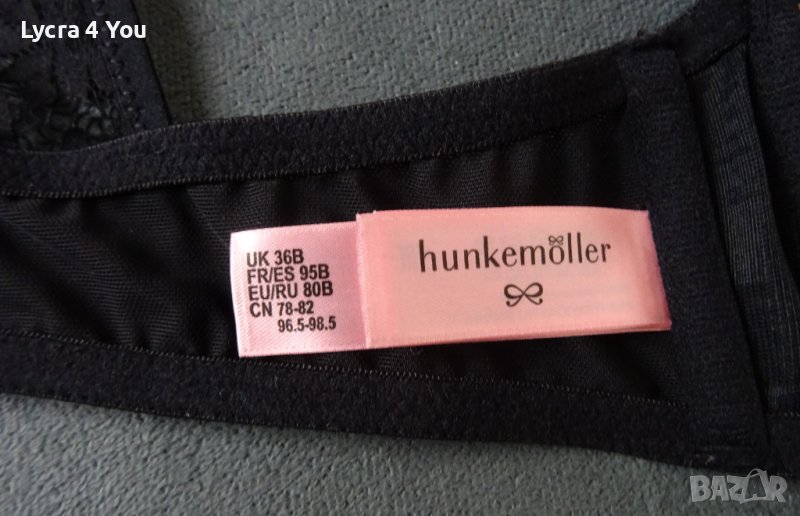 Lycra 4 You
UK 36B
FR/ES 95B
EU/RU 80B
CN 78-82
96.5-98.5
hunkemöller
BAZAR